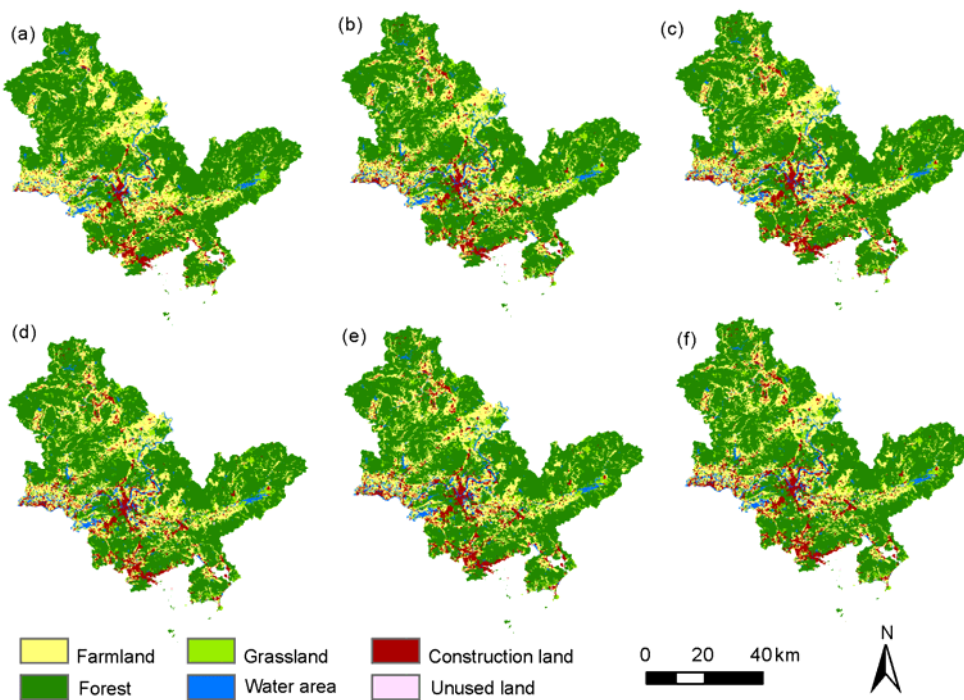 (a)
(b)
(c)
(d)
(e)
(f)
Farmland
Grassland
Construction land
0
20
40 km
N
Forest
Water area
Unused land